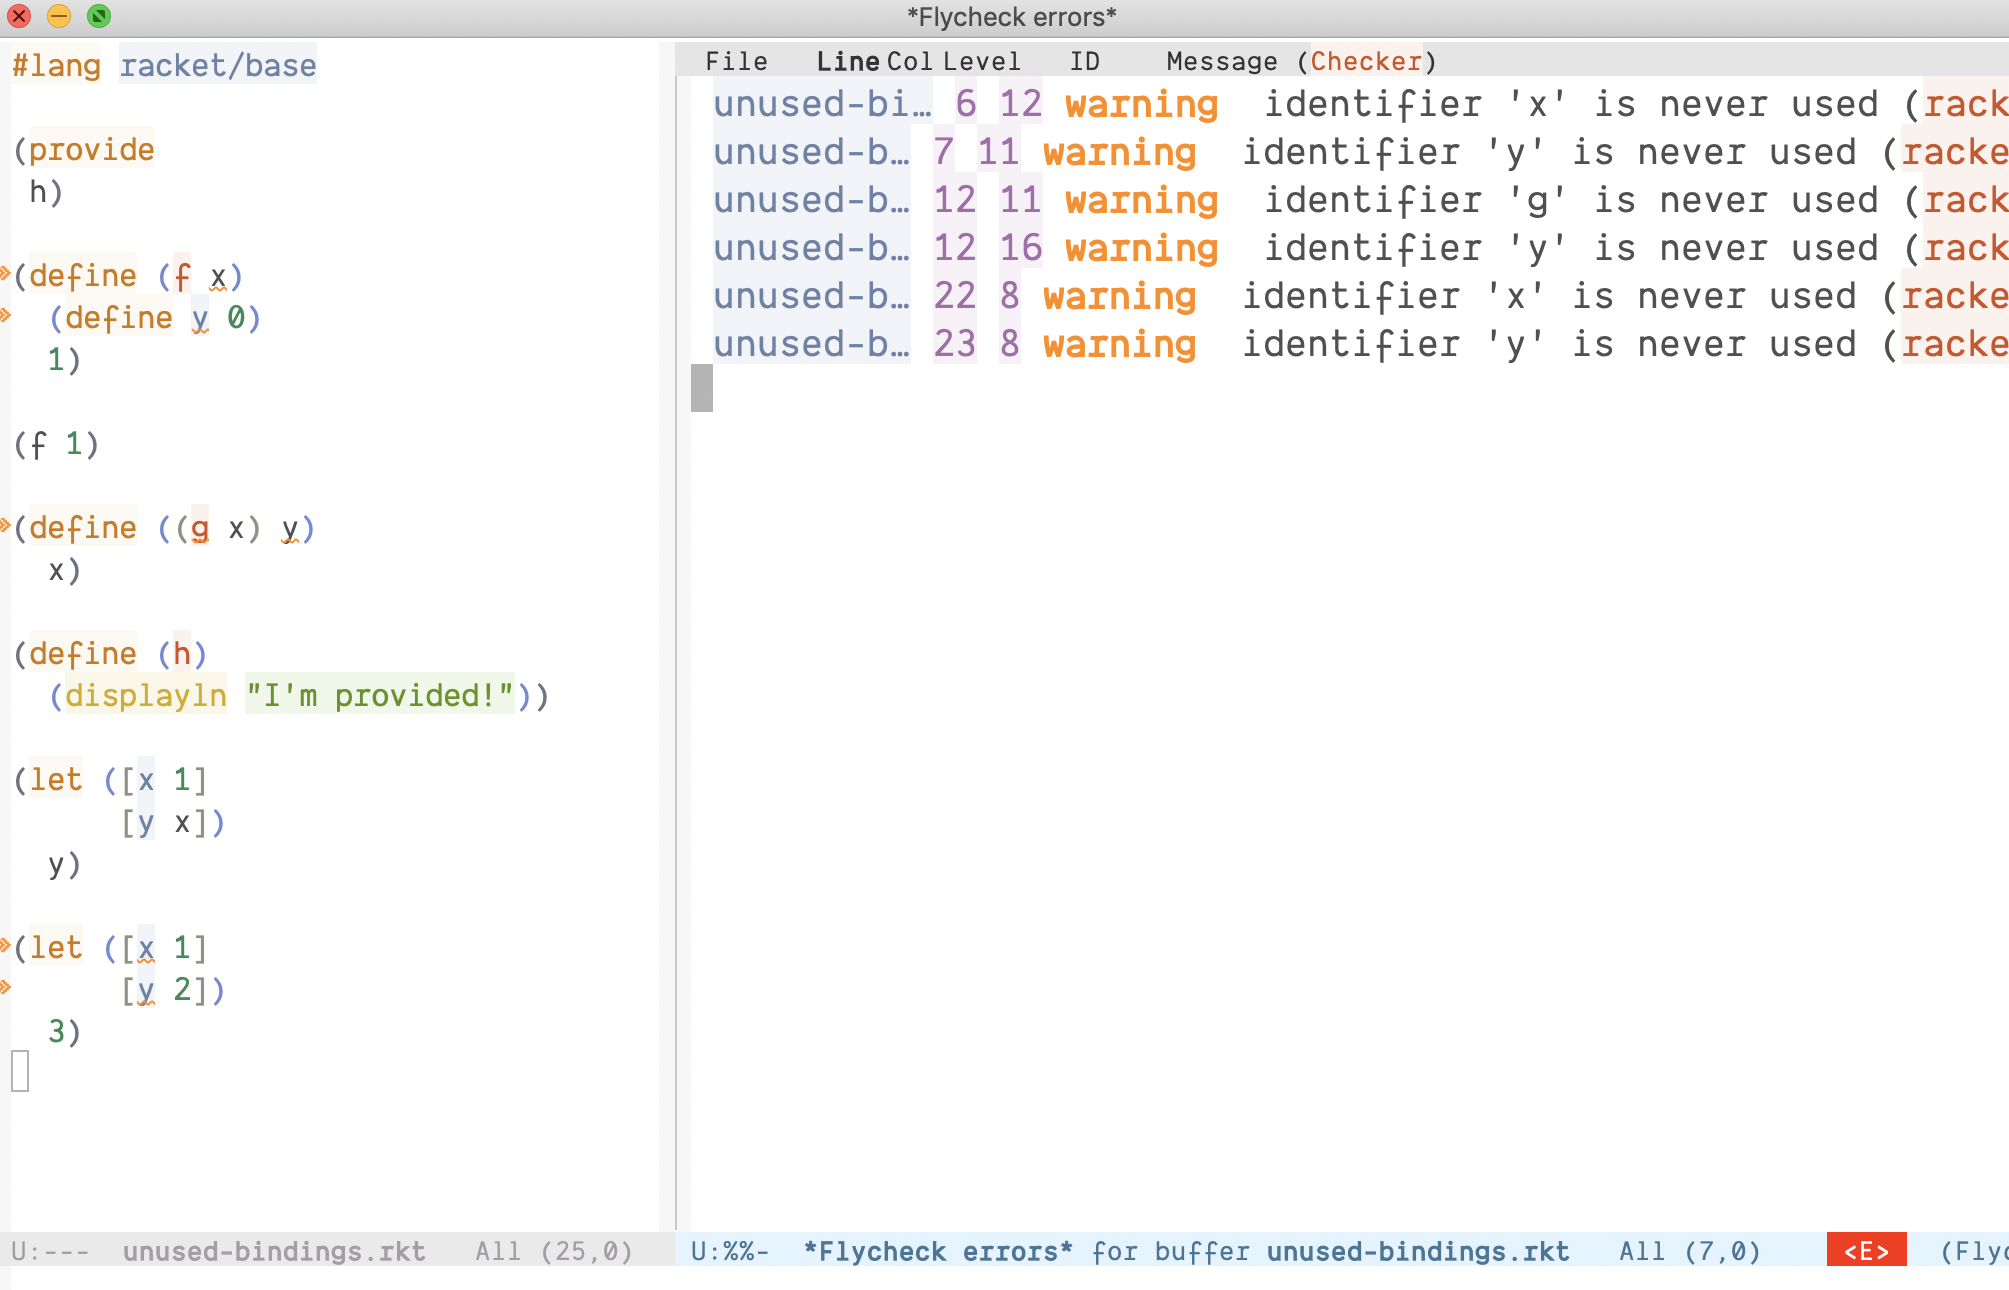 *Flycheck errors*
#lang racket/base
(provide
h)
(define (f x)
(define y 0)
1)
(f 1)
(define ((g x) y)
x)
(define (h)
(displayln "I'm provided!"))
(let ([x 1]
[y x])
y)
(let ([x 1]
[y 2])
3)
U:--- unused-bindings.rkt All (25,0)
File Line Col Level ID Message (Checker)
unused-bi… 6 12 warning identifier 'x' is never used (rack
unused-b… 7 11 warning identifier 'y' is never used (racke
unused-b… 12 11 warning identifier 'g' is never used (rack
unused-b… 12 16 warning identifier 'y' is never used (rack
unused-b… 22 8 warning identifier 'x' is never used (racke
unused-b… 23 8 warning identifier 'y' is never used (racke
U:%%- *Flycheck errors* for buffer unused-bindings.rkt All (7,0) <E> (Flyc